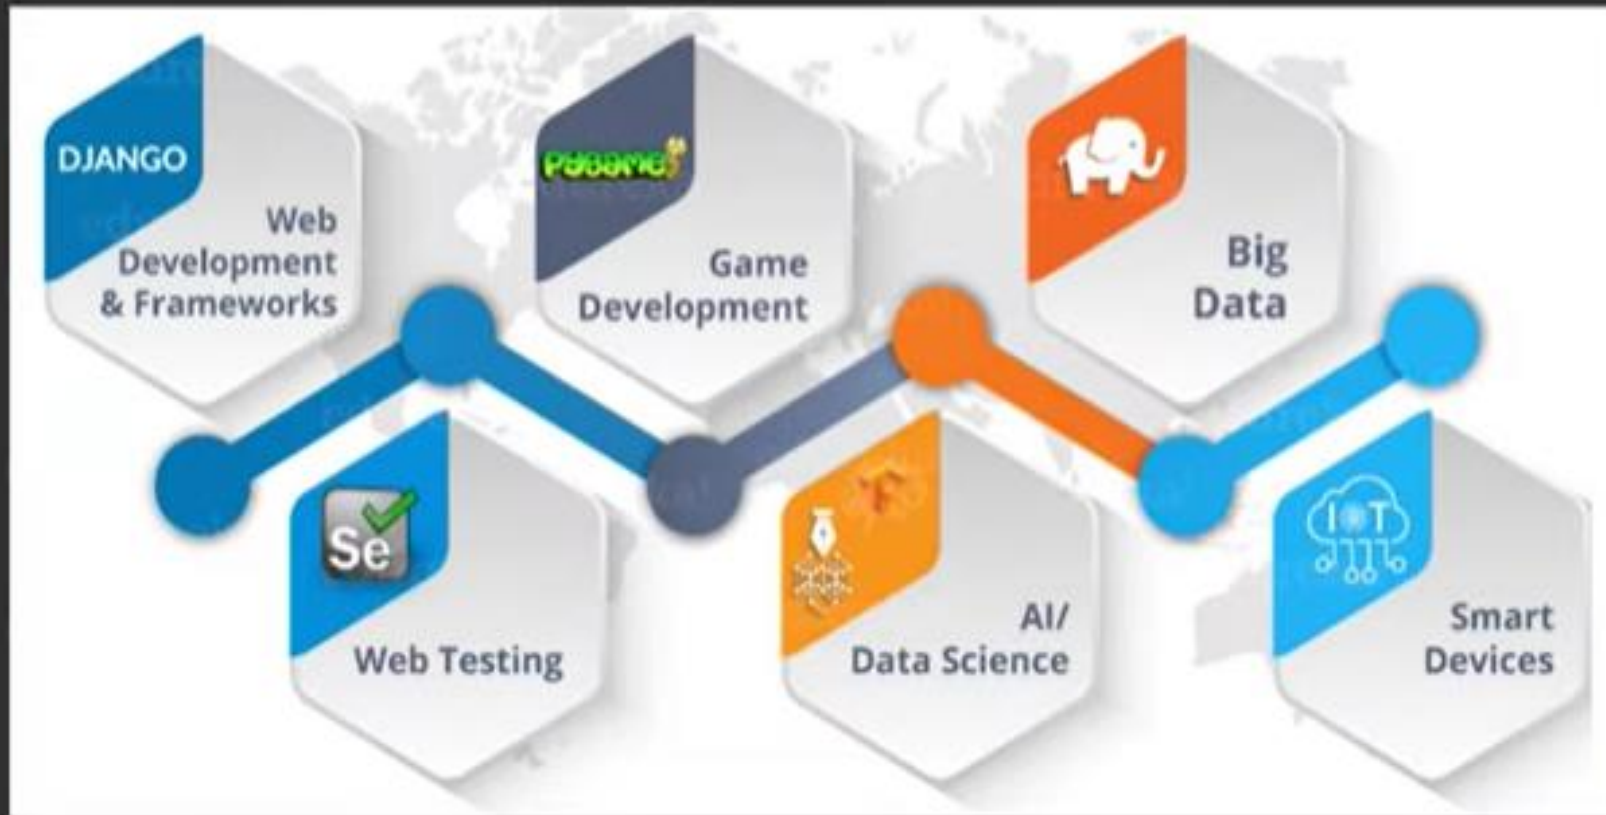 DJANGO
Web
Development
& Frameworks
PYGAME
Game
Development
Big
Data
Se
Web Testing
AI/
Data Science
IoT
Smart
Devices